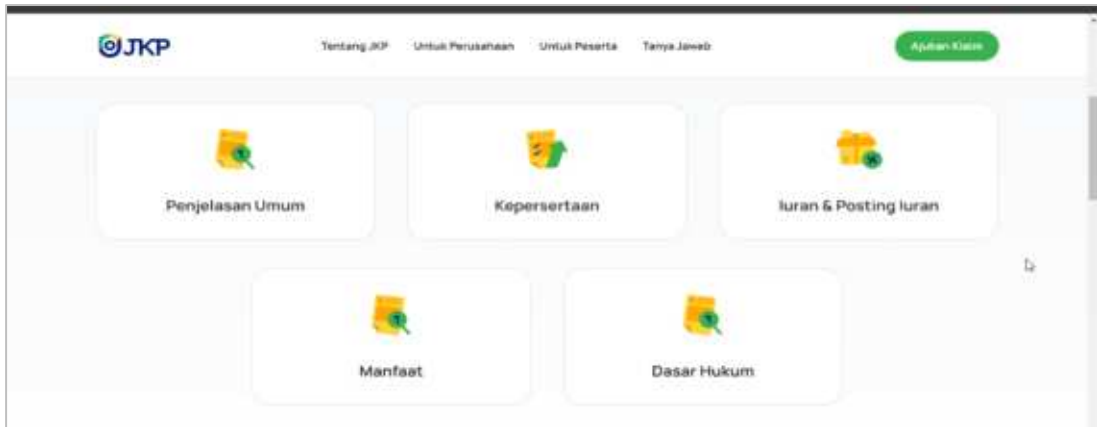 JKP
Tentang JKP Untuk Perusahaan Untuk Peserta Tanya Jawab Ajukan Klaim
Penjelasan Umum Kepersertaan Iuran & Posting Iuran
Manfaat Dasar Hukum